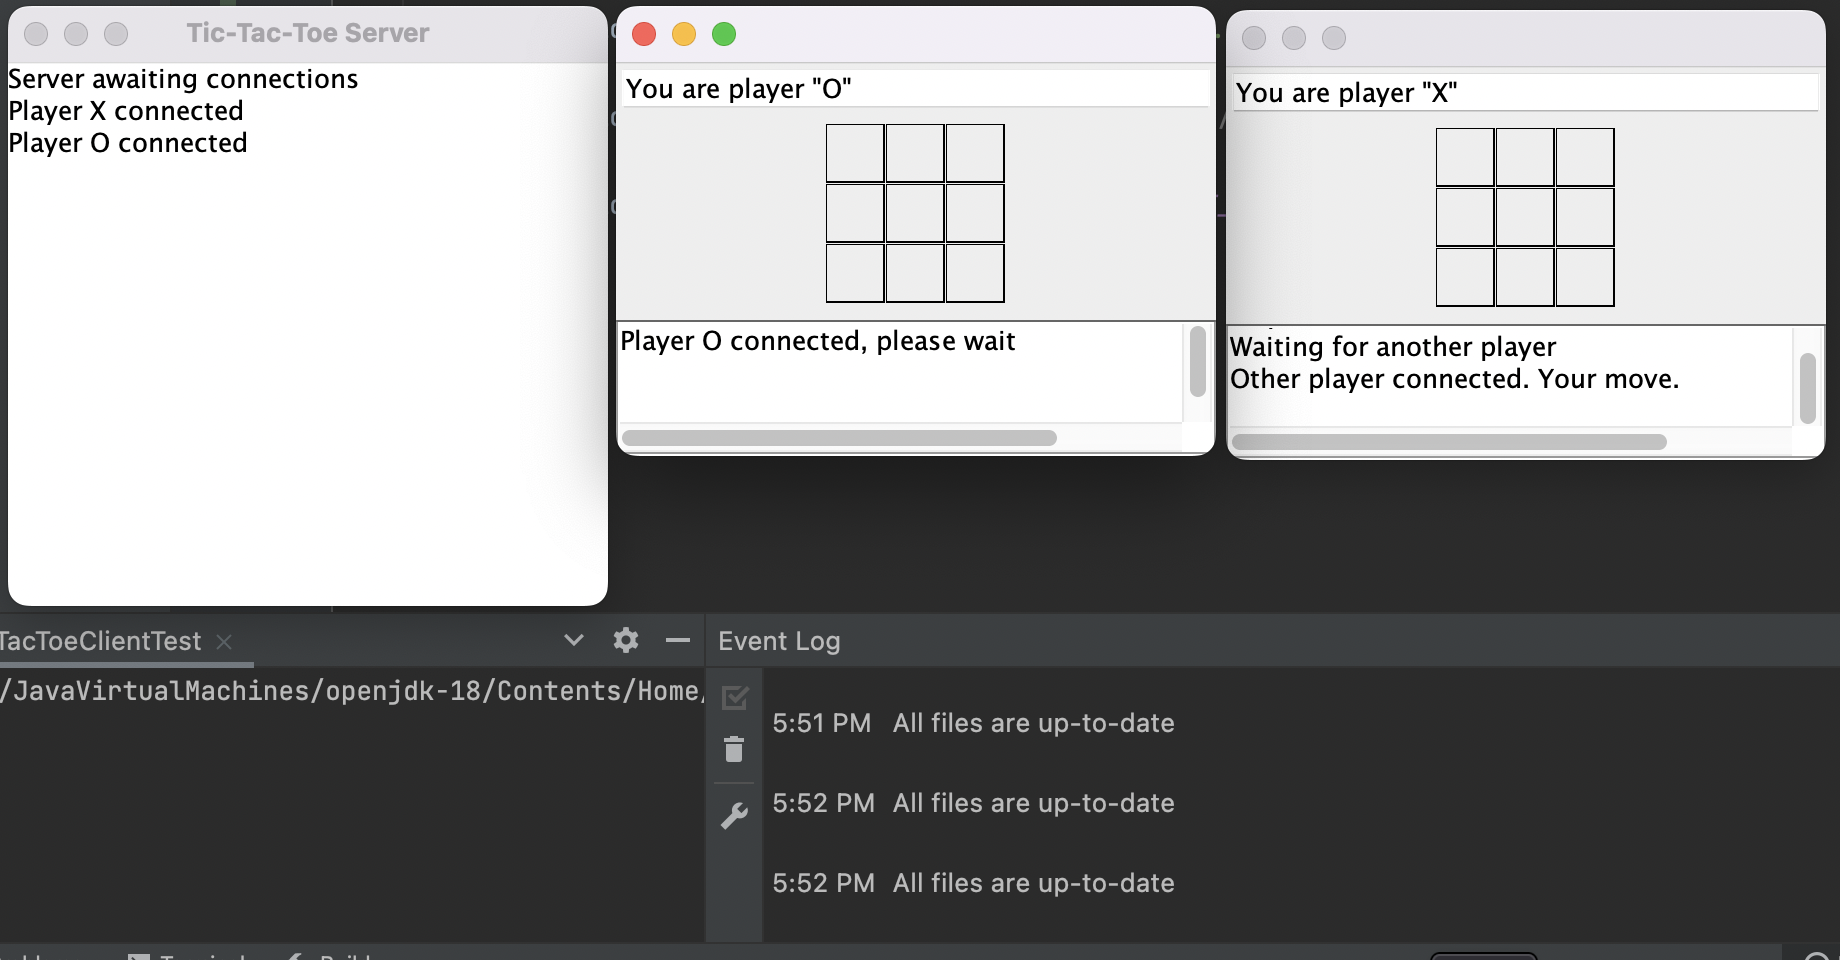 Tic-Tac-Toe Server
Server awaiting connections
Player X connected
Player O connected
You are player "O"
Player O connected, please wait
You are player "X"
Waiting for another player
Other player connected. Your move.
TacToeClientTest
/JavaVirtualMachines/openjdk-18/Contents/Home/
Event Log
5:51 PM All files are up-to-date
5:52 PM All files are up-to-date
5:52 PM All files are up-to-date